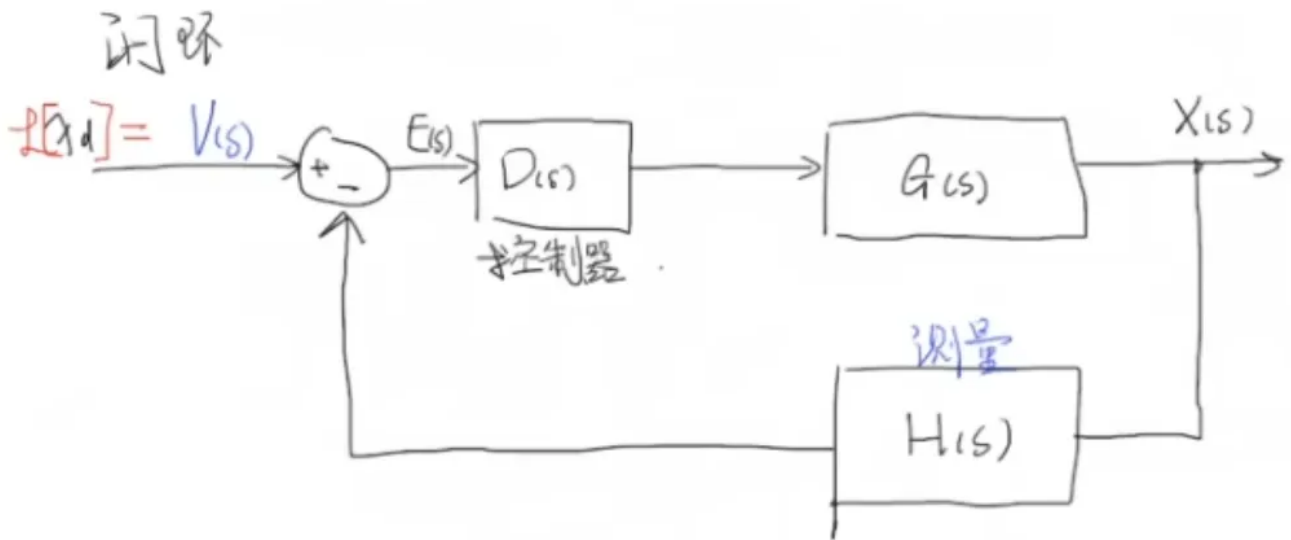 闭环
ℒ[xd] = V(s)
E(s)
X(s)
+ -
D(s)
G(s)
控制器
测量
H(s)